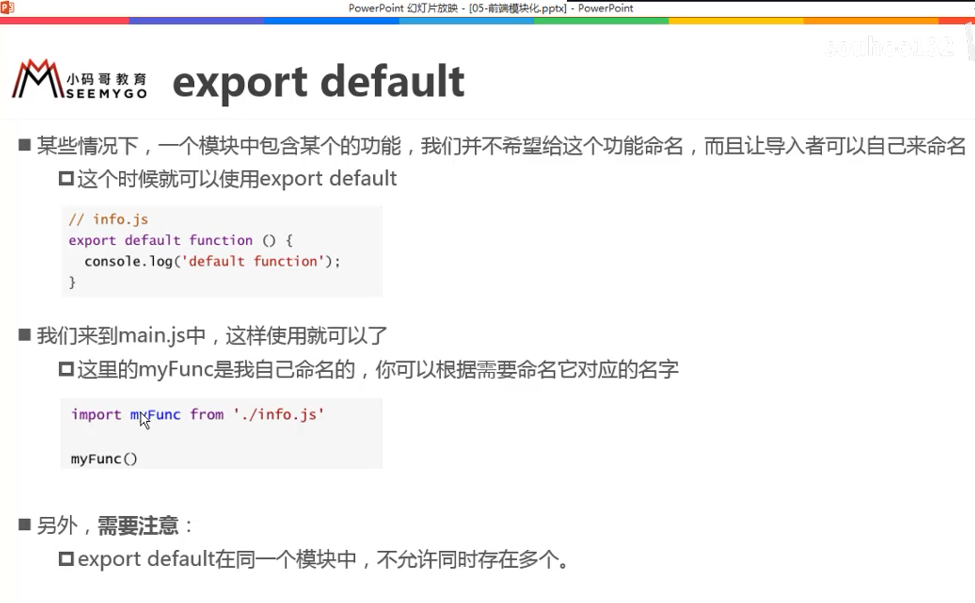 PowerPoint 幻灯片放映 - [05-前端模块化.pptx] - PowerPoint
小码哥教育
SEEMYGO
export default
某些情况下，一个模块中包含某个的功能，我们并不希望给这个功能命名，而且让导入者可以自己来命名
这个时候就可以使用export default
// info.js
export default function () {
console.log('default function');
}
我们来到main.js中，这样使用就可以了
这里的myFunc是我自己命名的，你可以根据需要命名它对应的名字
import myFunc from './info.js'
myFunc()
另外，需要注意：
export default在同一个模块中，不允许同时存在多个。